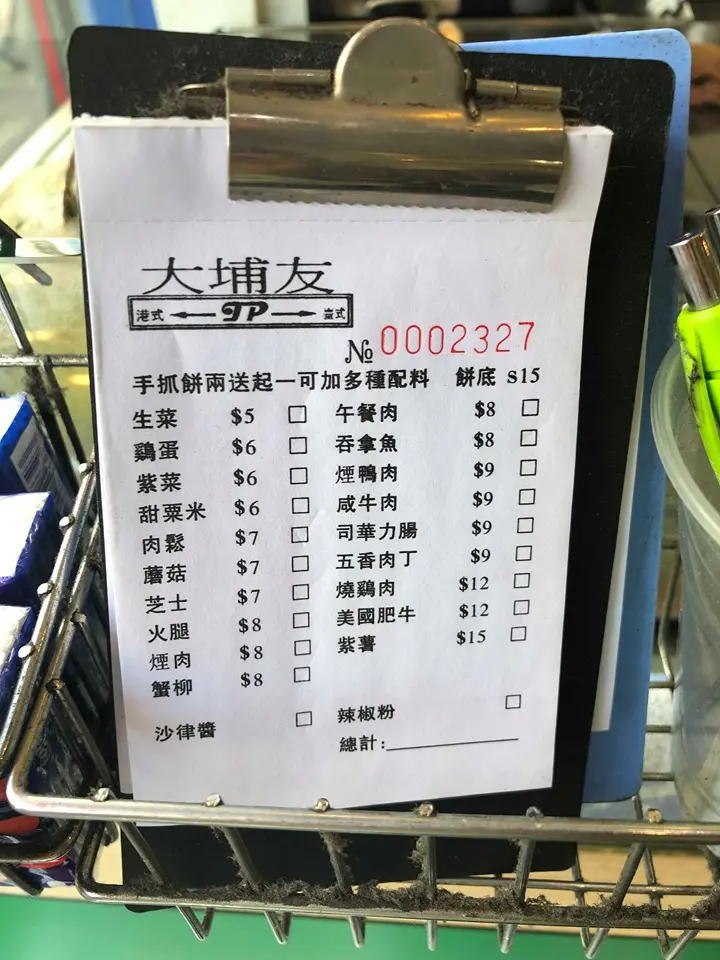 大埔友
港式 TP 臺式
№ 0002327
手抓餅兩送起一可加多種配料 餅底 S15
生菜 $5 □ 午餐肉 $8 □
鷄蛋 $6 □ 吞拿魚 $8 □
紫菜 $6 □ 煙鴨肉 $9 □
甜粟米 $6 □ 咸牛肉 $9 □
肉鬆 $7 □ 司華力腸 $9 □
蘑菇 $7 □ 五香肉丁 $9 □
芝士 $7 □ 燒鷄肉 $12 □
火腿 $8 □ 美國肥牛 $12 □
煙肉 $8 □ 紫薯 $15 □
蟹柳 $8 □
沙律醬 □ 辣椒粉 □
總計: